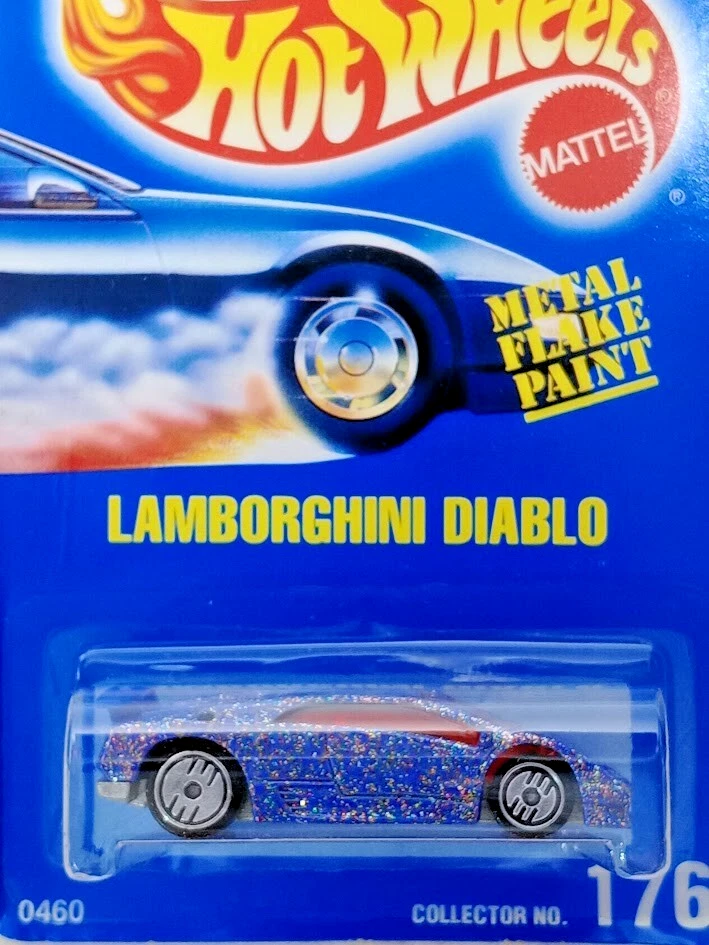 Hot Wheels
®
MATTEL
®
METAL
FLAKE
PAINT
LAMBORGHINI DIABLO
0460
COLLECTOR NO. 176